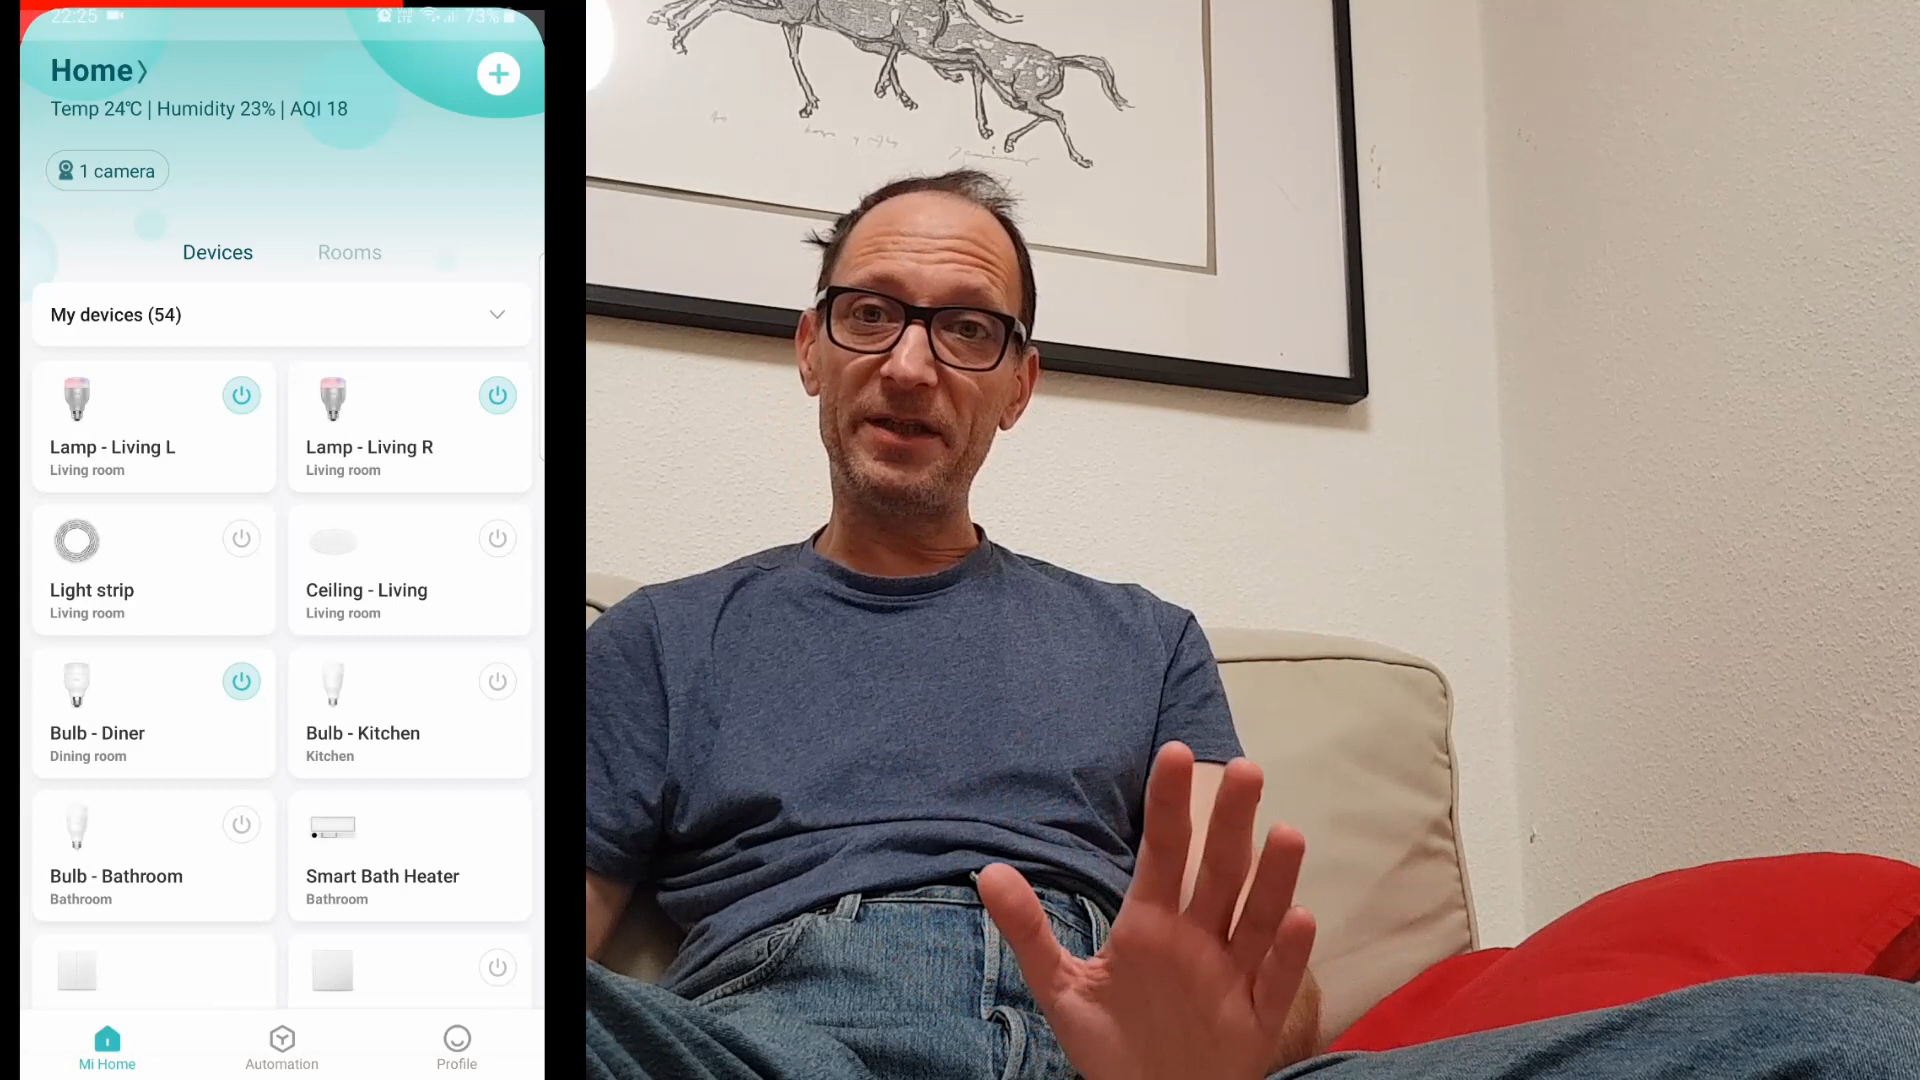 22:25
73%
Home
Temp 24℃ | Humidity 23% | AQI 18
1 camera
Devices Rooms
My devices (54)
Lamp - Living L
Living room
Lamp - Living R
Living room
Light strip
Living room
Ceiling - Living
Living room
Bulb - Diner
Dining room
Bulb - Kitchen
Kitchen
Bulb - Bathroom
Bathroom
Smart Bath Heater
Bathroom
Mi Home Automation Profile